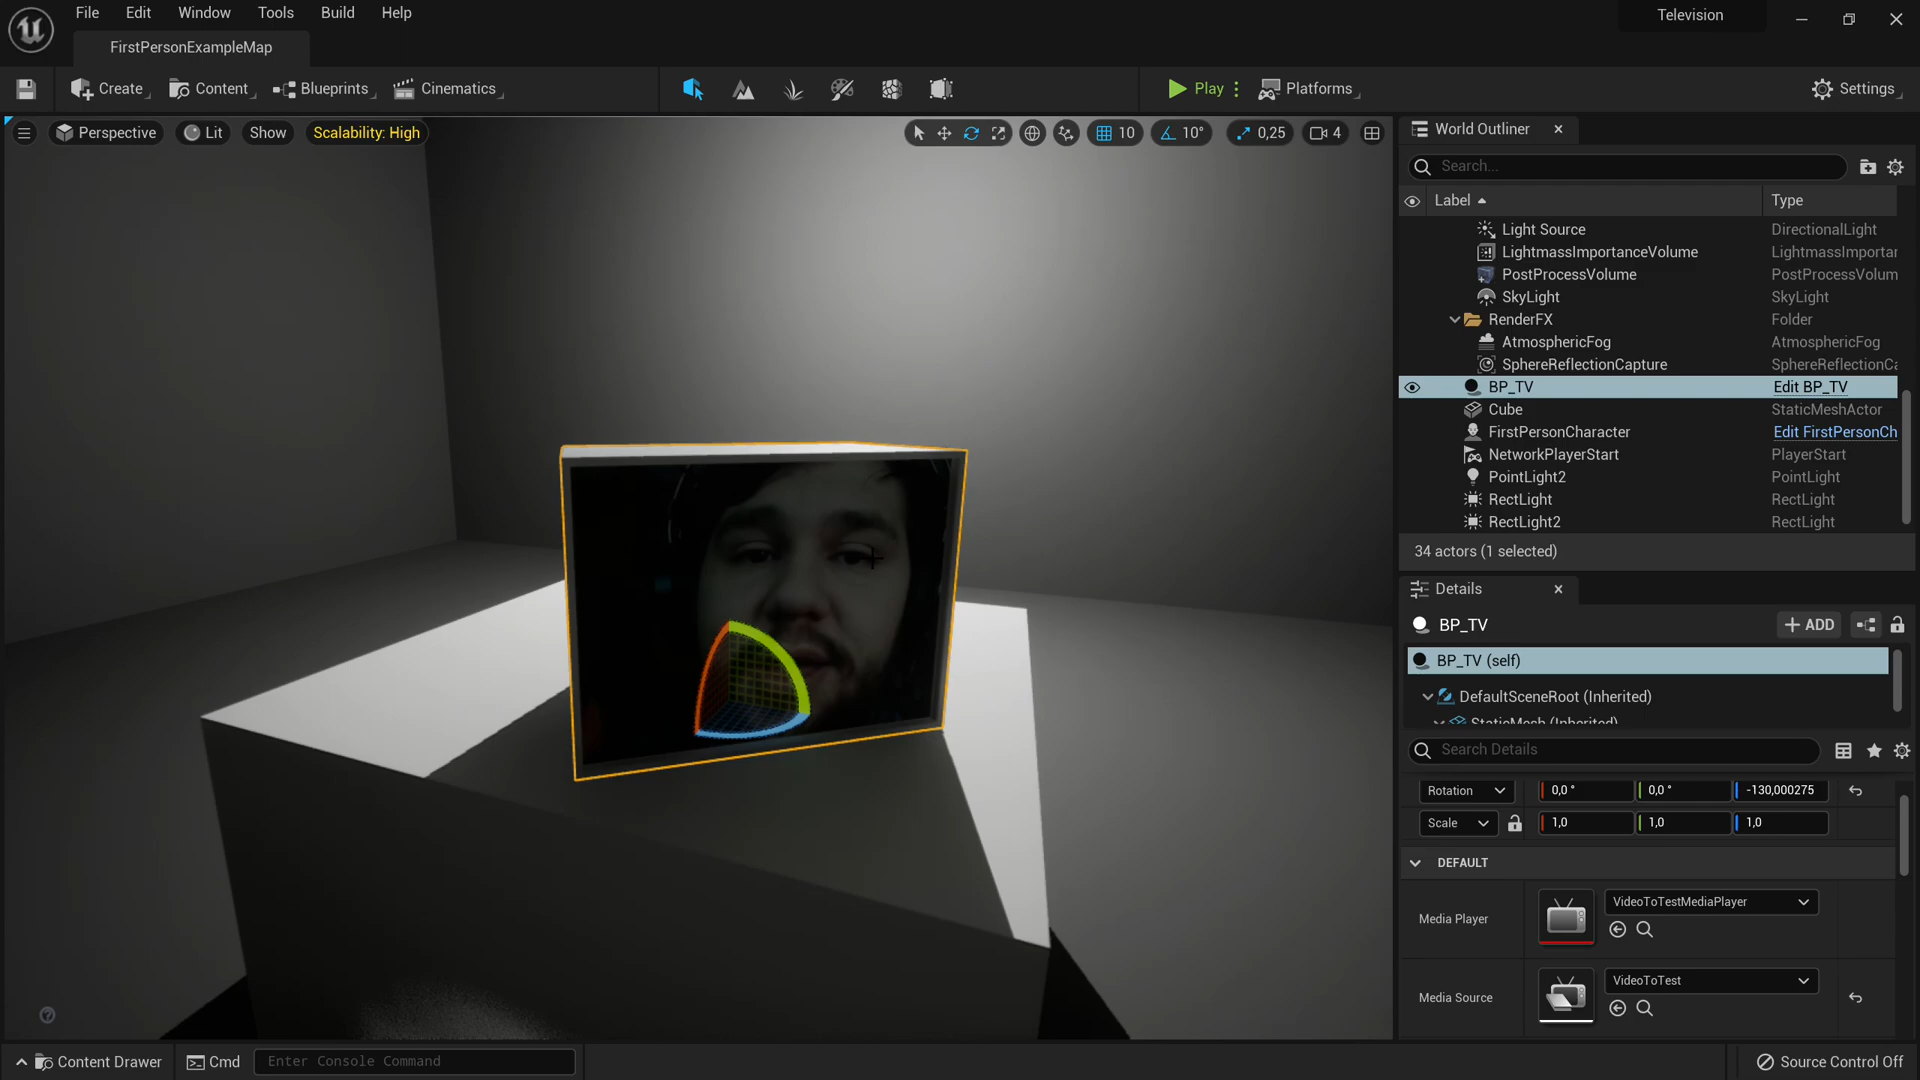 File Edit Window Tools Build Help
Television
FirstPersonExampleMap
Create Content Blueprints Cinematics Play Platforms Settings
Perspective Lit Show Scalability: High 10 10° 0,25 4
World Outliner
Search...
Label Type
Light Source DirectionalLight
LightmassImportanceVolume LightmassImportar
PostProcessVolume PostProcessVolum
SkyLight SkyLight
RenderFX Folder
AtmosphericFog AtmosphericFog
SphereReflectionCapture SphereReflectionCa
BP_TV Edit BP_TV
Cube StaticMeshActor
FirstPersonCharacter Edit FirstPersonCh
NetworkPlayerStart PlayerStart
PointLight2 PointLight
RectLight RectLight
RectLight2 RectLight
34 actors (1 selected)
Details
BP_TV ADD
BP_TV (self)
DefaultSceneRoot (Inherited)
StaticMesh (Inherited)
Search Details
Rotation 0,0 ° 0,0 ° -130,000275
Scale 1,0 1,0 1,0
DEFAULT
Media Player VideoToTestMediaPlayer
Media Source VideoToTest
Content Drawer Cmd Enter Console Command Source Control Off